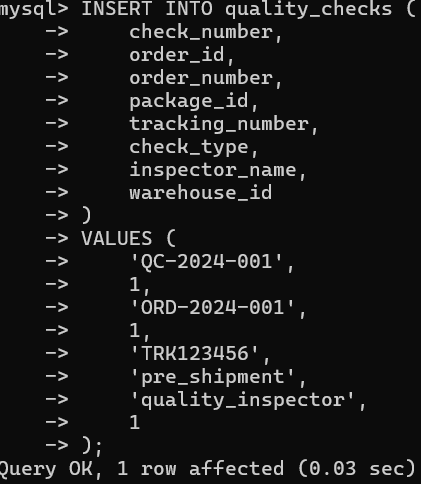 mysql> INSERT INTO quality_checks (
    ->     check_number,
    ->     order_id,
    ->     order_number,
    ->     package_id,
    ->     tracking_number,
    ->     check_type,
    ->     inspector_name,
    ->     warehouse_id
    -> )
    -> VALUES (
    ->     'QC-2024-001',
    ->     1,
    ->     'ORD-2024-001',
    ->     1,
    ->     'TRK123456',
    ->     'pre_shipment',
    ->     'quality_inspector',
    ->     1
    -> );
Query OK, 1 row affected (0.03 sec)